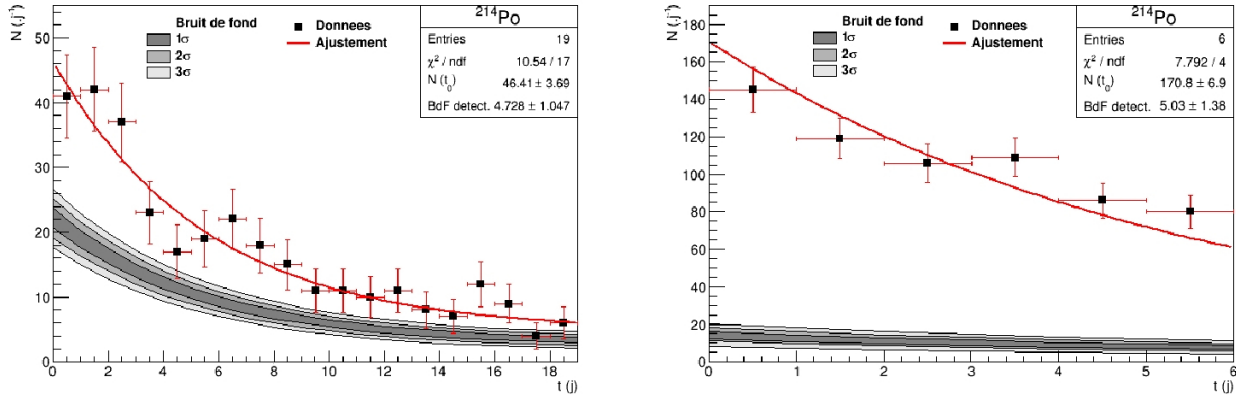 214Po
Entries 19
χ2 / ndf 10.54 / 17
N (t0) 46.41 ± 3.69
BdF detect. 4.728 ± 1.047
Bruit de fond
1σ
2σ
3σ
Donnees
Ajustement
N (.j-1)
50
40
30
20
10
0
0 2 4 6 8 10 12 14 16 18
t (j)
214Po
Entries 6
χ2 / ndf 7.792 / 4
N (t0) 170.8 ± 6.9
BdF detect. 5.03 ± 1.38
Bruit de fond
1σ
2σ
3σ
Donnees
Ajustement
N (.j-1)
180
160
140
120
100
80
60
40
20
0
0 1 2 3 4 5 6
t (j)